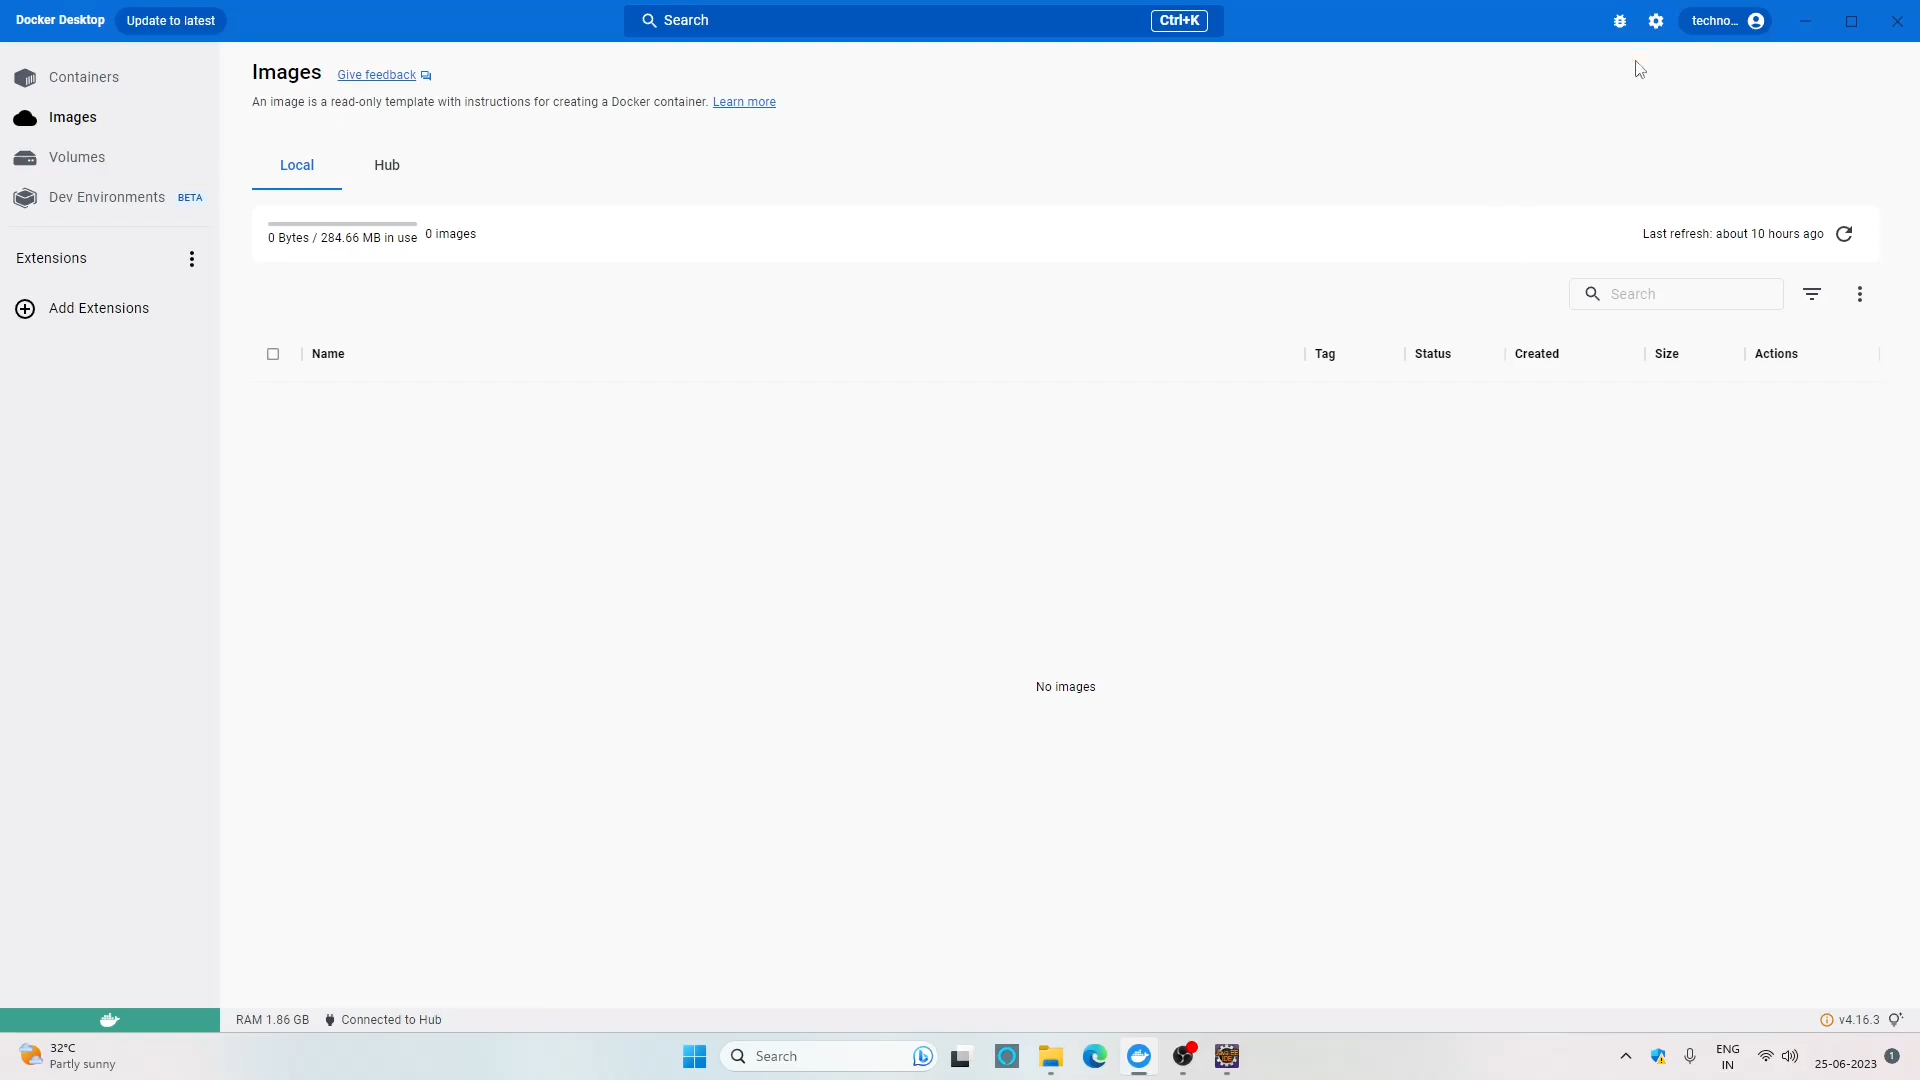 Docker Desktop
Update to latest
Search
Ctrl+K
techno...
Containers
Images
Volumes
Dev Environments BETA
Extensions
Add Extensions
Images Give feedback
An image is a read-only template with instructions for creating a Docker container. Learn more
Local Hub
0 Bytes / 284.66 MB in use 0 images
Last refresh: about 10 hours ago
Search
Name Tag Status Created Size Actions
No images
RAM 1.86 GB Connected to Hub
v4.16.3
32°C
Partly sunny
Search
ENG
IN
25-06-2023
1